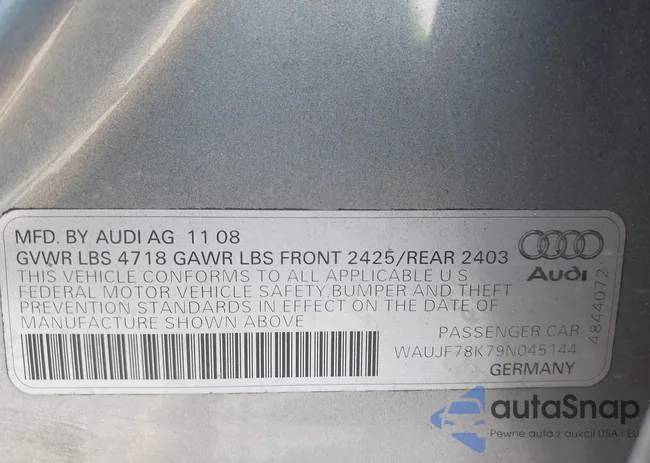 MFD. BY AUDI AG 11 08
GVWR LBS 4718 GAWR LBS FRONT 2425/REAR 2403
THIS VEHICLE CONFORMS TO ALL APPLICABLE U S
FEDERAL MOTOR VEHICLE SAFETY, BUMPER AND THEFT
PREVENTION STANDARDS IN EFFECT ON THE DATE OF
MANUFACTURE SHOWN ABOVE
Audi
4844072
PASSENGER CAR
WAUJF78K79N045144
GERMANY
autaSnap
Pewne auta z aukcji USA i EU